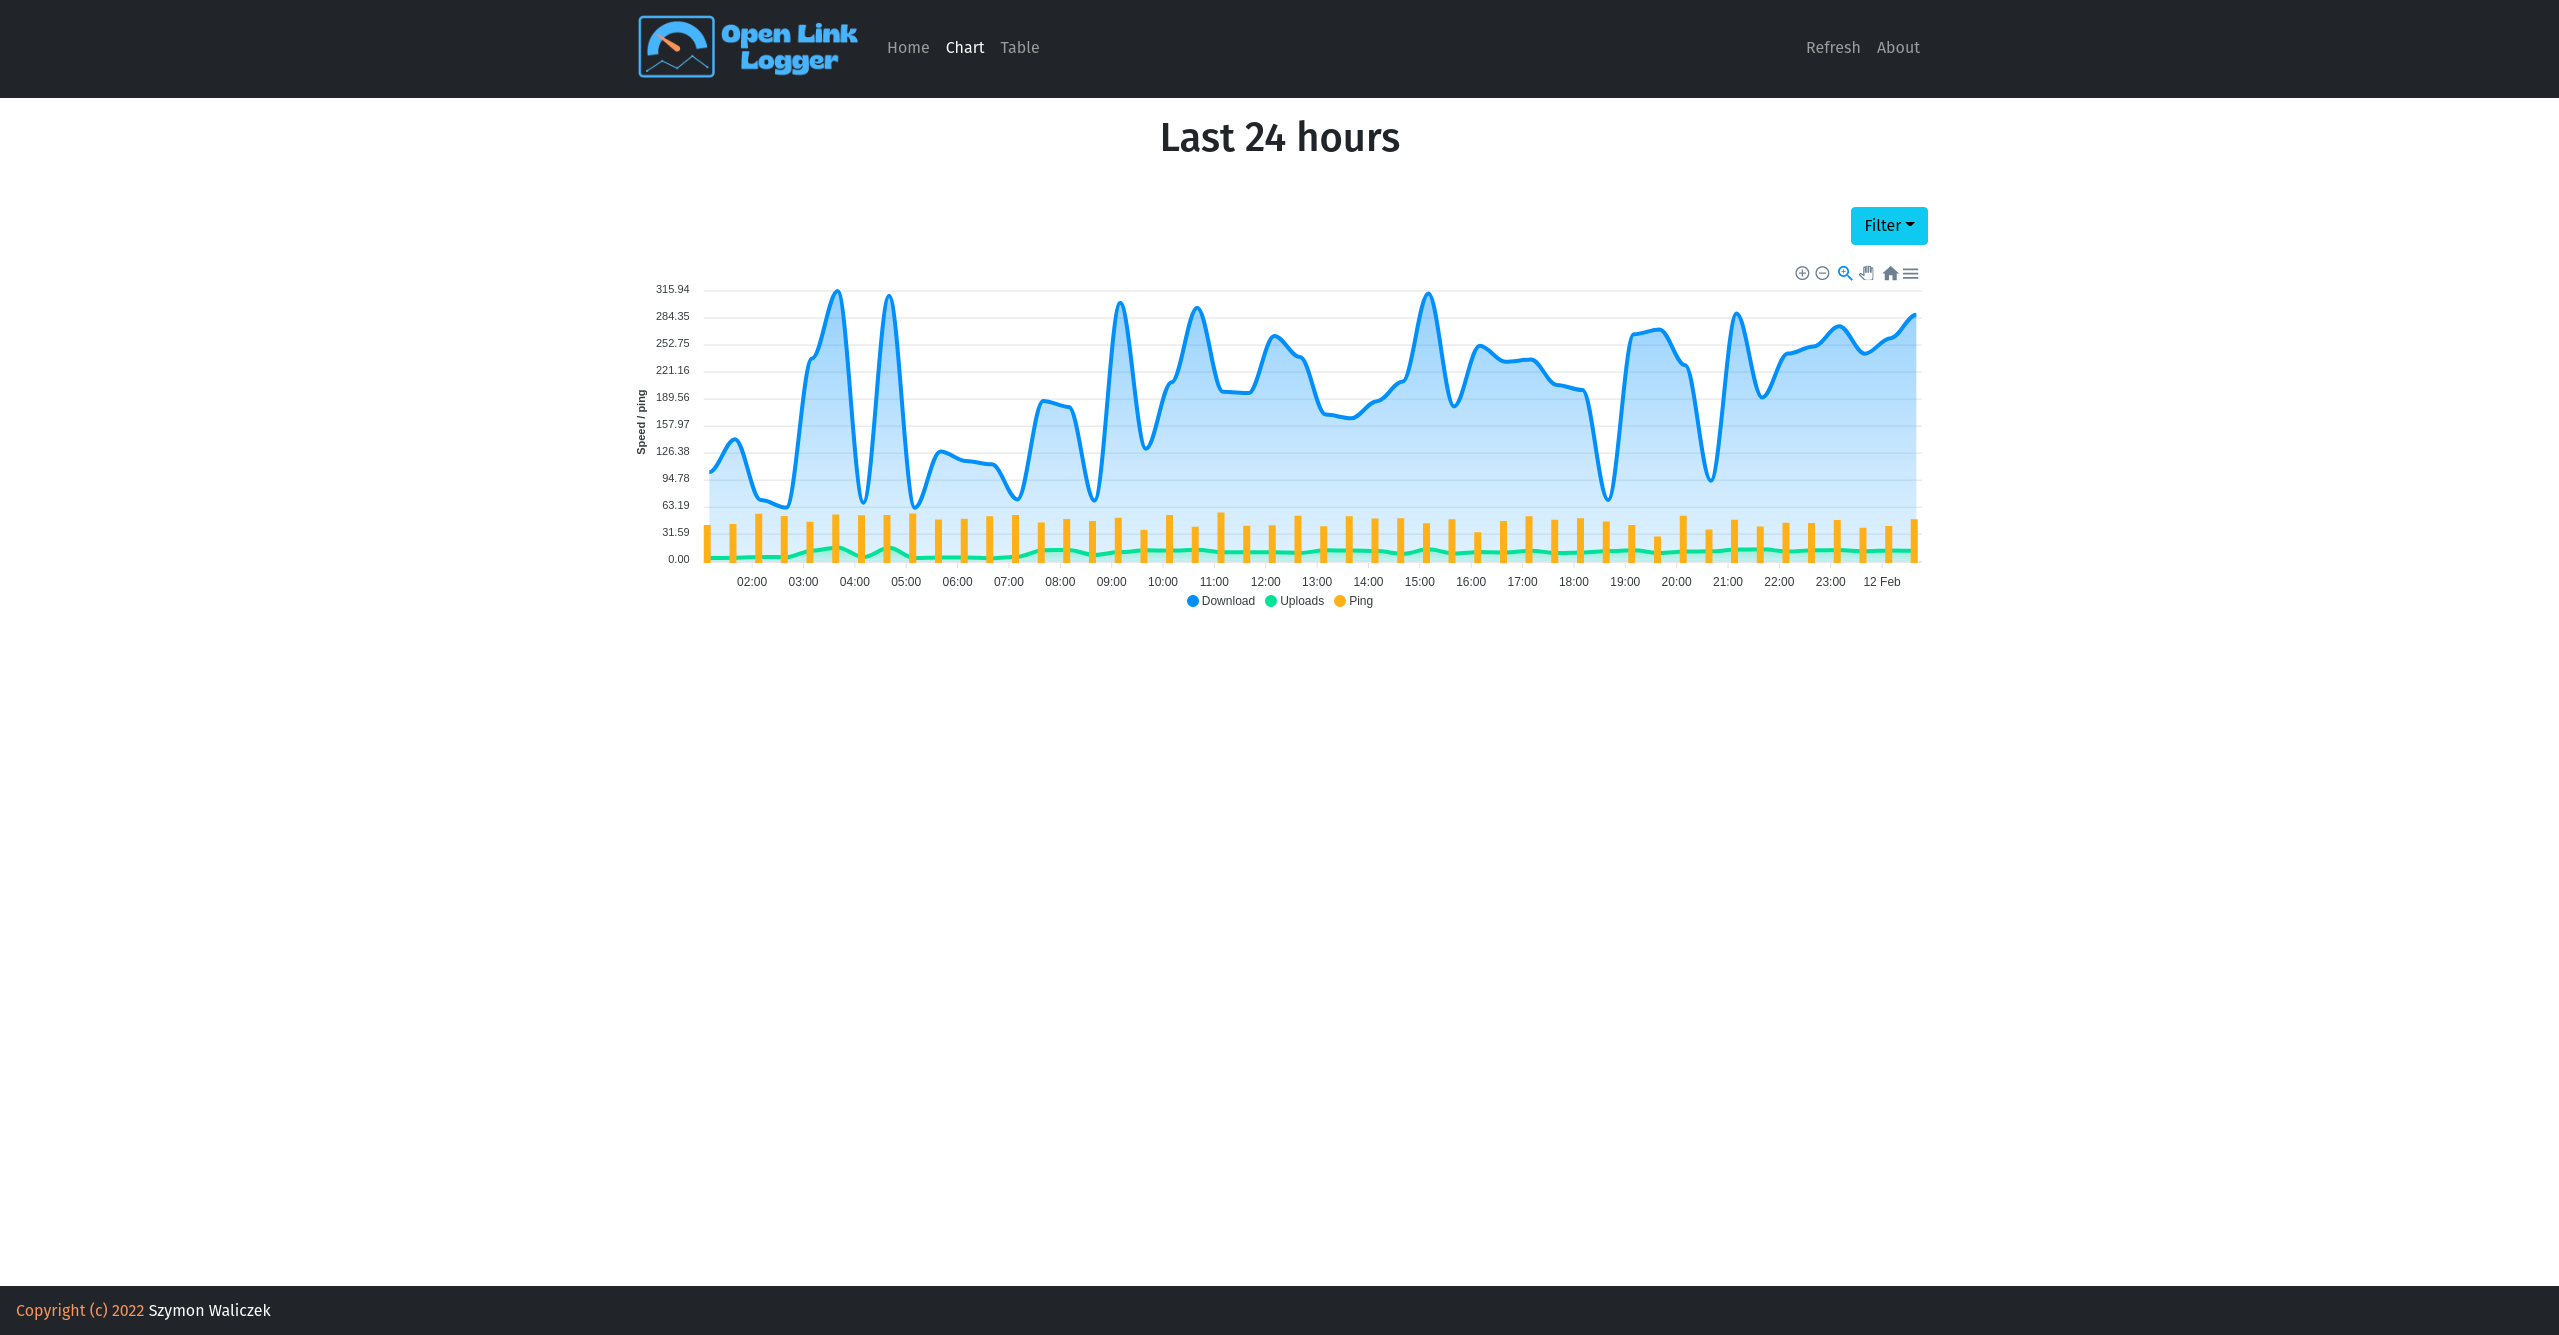 Open Link
Logger
Home Chart Table
Refresh About
Last 24 hours
Filter
315.94
284.35
252.75
221.16
189.56
157.97
126.38
94.78
63.19
31.59
0.00
Speed / ping
02:00 03:00 04:00 05:00 06:00 07:00 08:00 09:00 10:00 11:00 12:00 13:00 14:00 15:00 16:00 17:00 18:00 19:00 20:00 21:00 22:00 23:00 12 Feb
Download Uploads Ping
Copyright (c) 2022 Szymon Waliczek